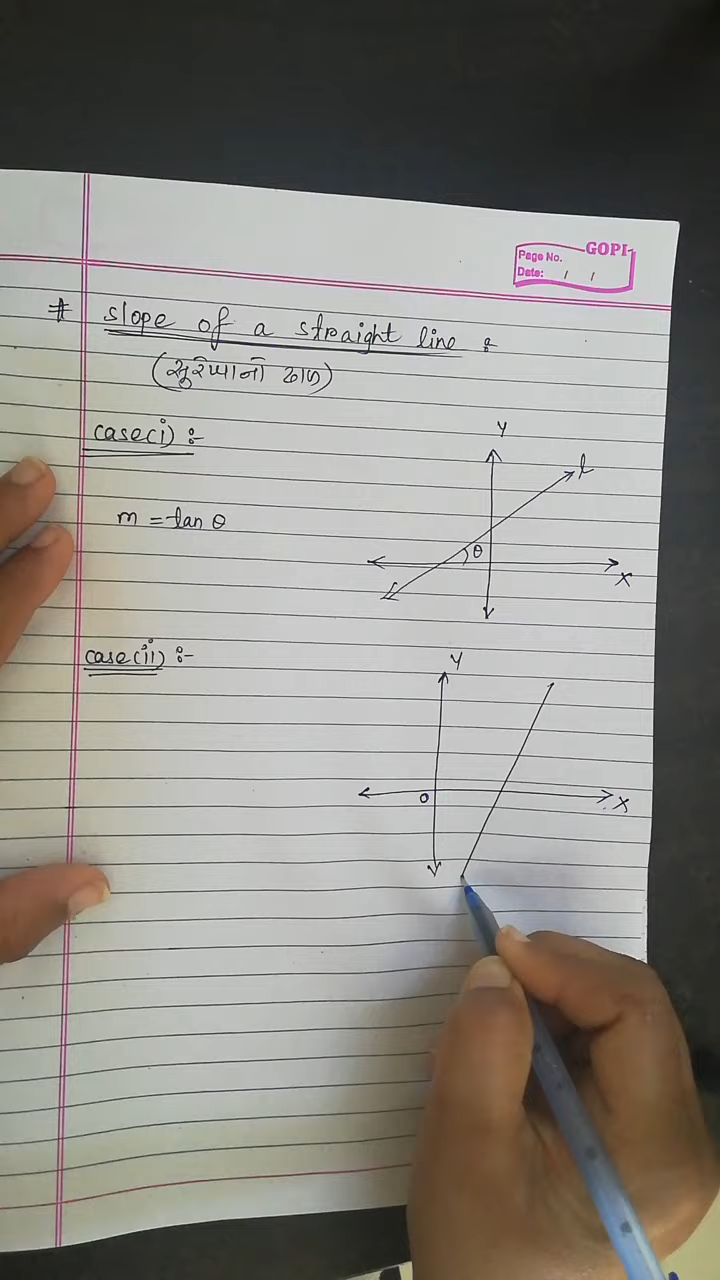 GOPI
Page No.
Date: / /
# slope of a straight line :
(સુરેખાનો ઢાળ)
case(i) :-
Y
l
m = tan θ
θ
X
case(ii) :-
Y
O
X